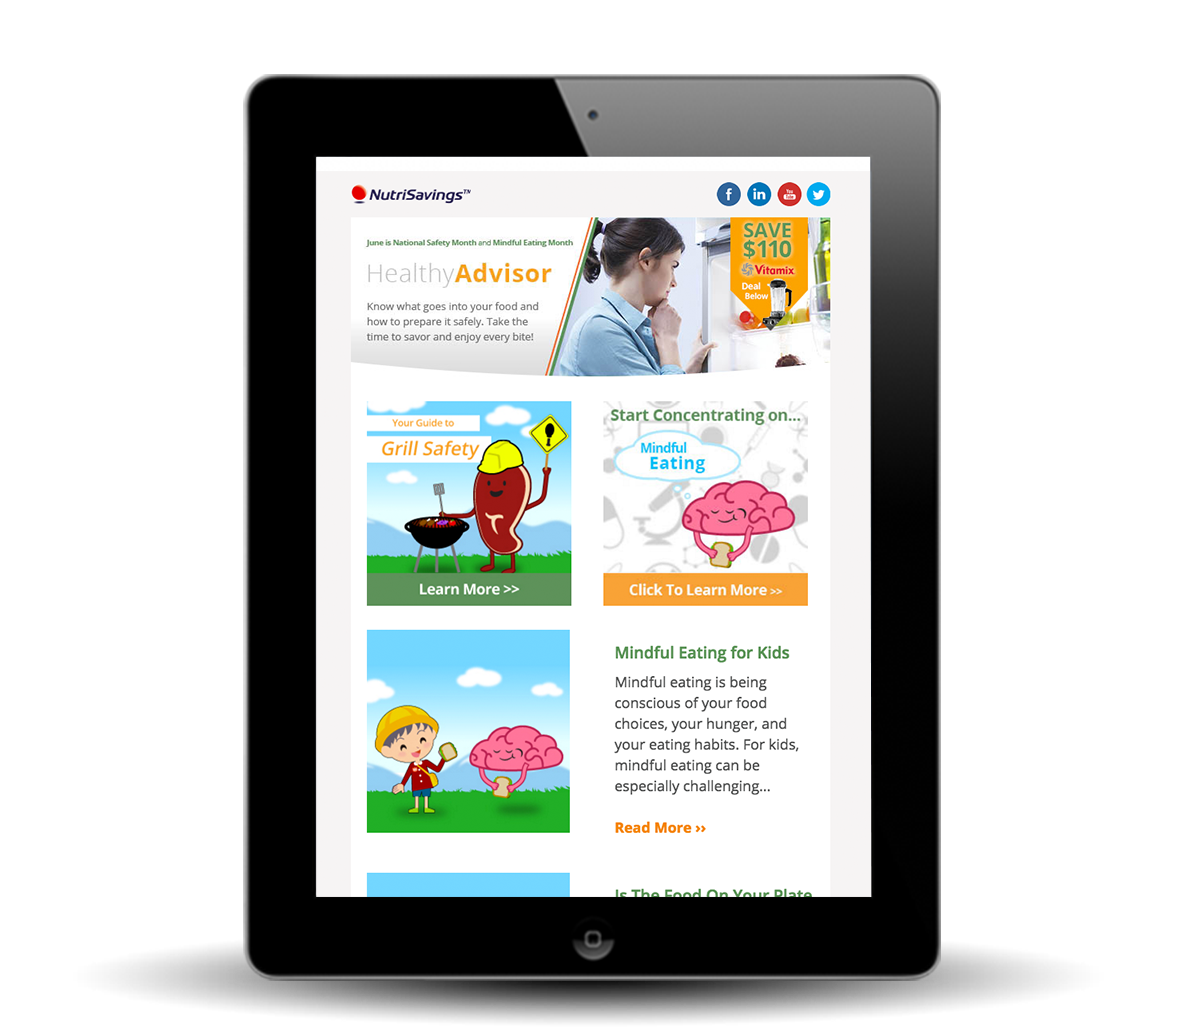 NutriSavings™
f
in
You
Tube
June is National Safety Month and Mindful Eating Month
HealthyAdvisor
Know what goes into your food and
how to prepare it safely. Take the
time to savor and enjoy every bite!
SAVE
$110
Vitamix
Deal
Below
Your Guide to
Grill Safety
Learn More >>
Start Concentrating on...
Mindful
Eating
Click To Learn More >>
Mindful Eating for Kids
Mindful eating is being
conscious of your food
choices, your hunger, and
your eating habits. For kids,
mindful eating can be
especially challenging...
Read More ››
Is The Food On Your Plate